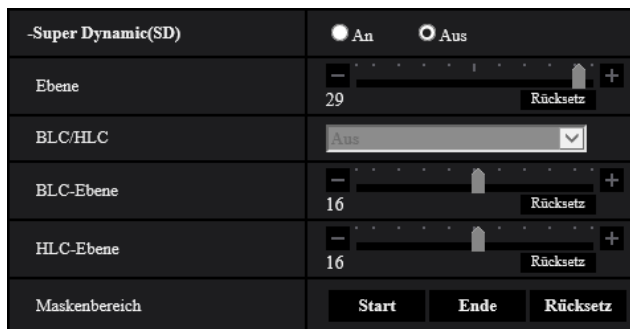 -Super Dynamic(SD) An Aus
Ebene
29 Rücksetz
BLC/HLC Aus
BLC-Ebene
16 Rücksetz
HLC-Ebene
16 Rücksetz
Maskenbereich Start Ende Rücksetz